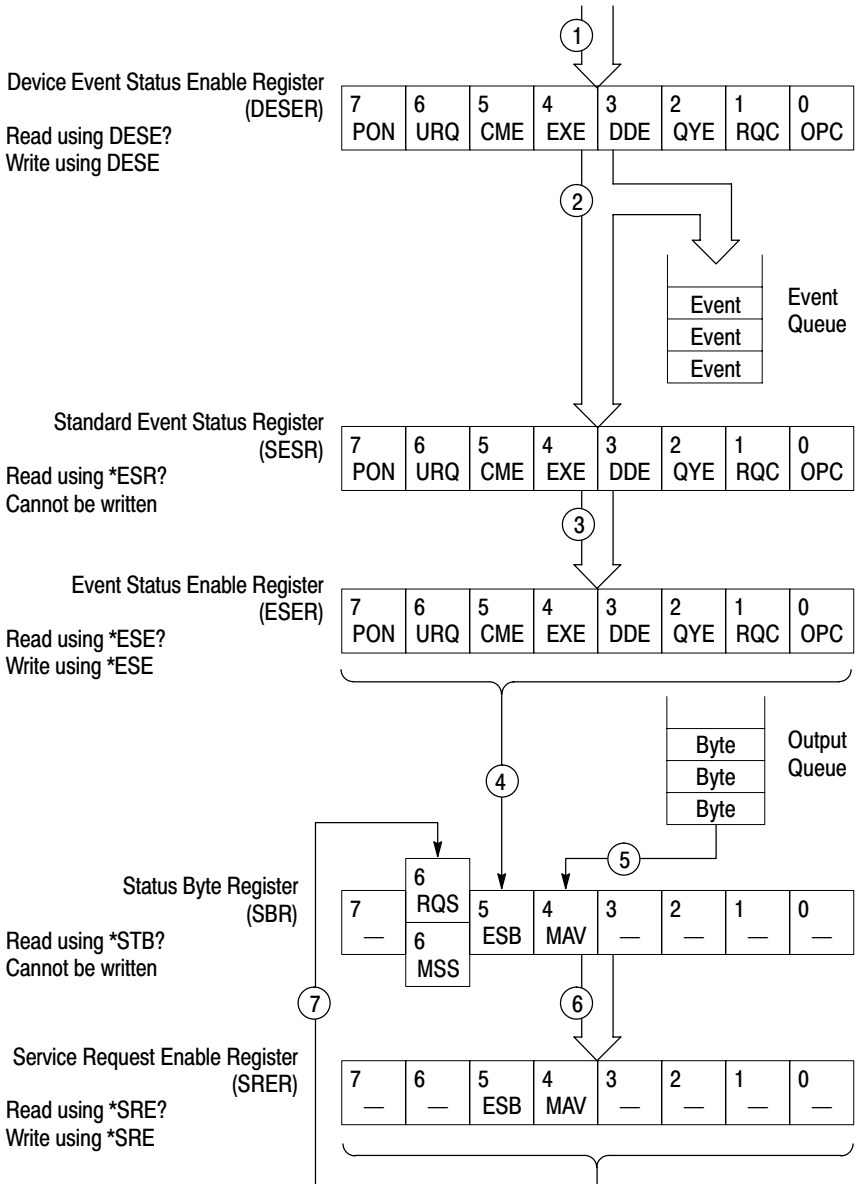 1
Device Event Status Enable Register
(DESER)
Read using DESE?
Write using DESE
7 6 5 4 3 2 1 0
PON URQ CME EXE DDE QYE RQC OPC
2
Event
Event
Event
Event
Queue
Standard Event Status Register
(SESR)
Read using *ESR?
Cannot be written
7 6 5 4 3 2 1 0
PON URQ CME EXE DDE QYE RQC OPC
3
Event Status Enable Register
(ESER)
Read using *ESE?
Write using *ESE
7 6 5 4 3 2 1 0
PON URQ CME EXE DDE QYE RQC OPC
Byte
Byte
Byte
Output
Queue
4
5
Status Byte Register
(SBR)
Read using *STB?
Cannot be written
7 6 5 4 3 2 1 0
— RQS ESB MAV — — — —
6
MSS
7
6
Service Request Enable Register
(SRER)
Read using *SRE?
Write using *SRE
7 6 5 4 3 2 1 0
— — ESB MAV — — — —